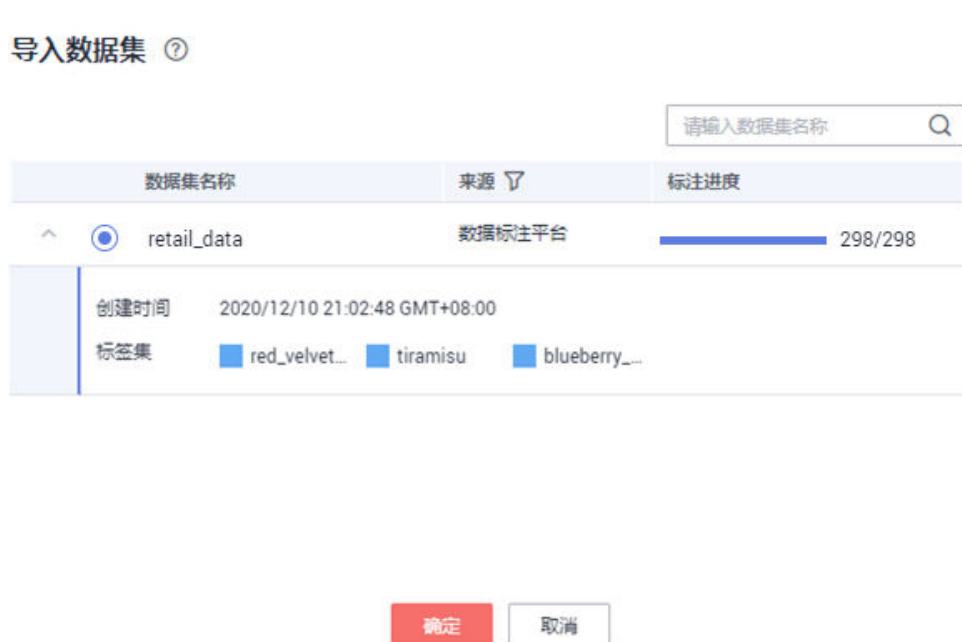 导入数据集 ?
请输入数据集名称
数据集名称 来源 标注进度
retail_data 数据标注平台 298/298
创建时间 2020/12/10 21:02:48 GMT+08:00
标签集 red_velvet... tiramisu blueberry_...
确定 取消